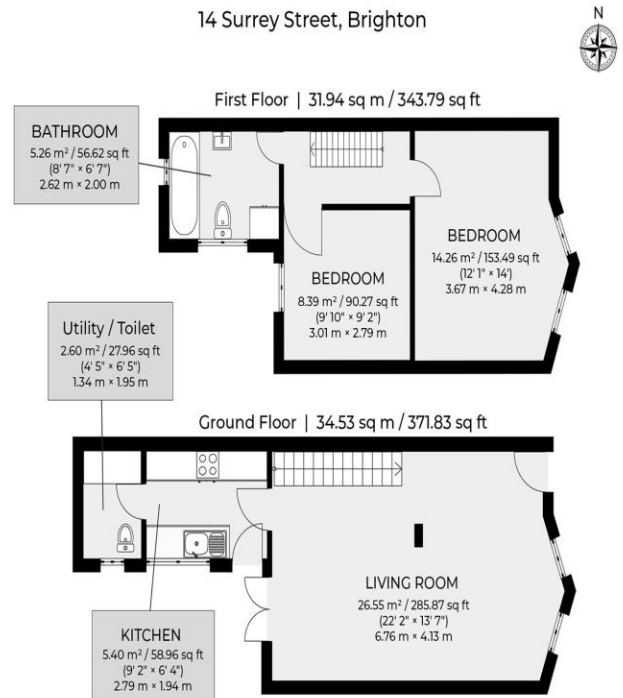 14 Surrey Street, Brighton
N
First Floor | 31.94 sq m / 343.79 sq ft
BATHROOM
5.26 m² / 56.62 sq ft
(8' 7" × 6' 7")
2.62 m × 2.00 m
BEDROOM
14.26 m² / 153.49 sq ft
(12' 1" × 14')
3.67 m × 4.28 m
BEDROOM
8.39 m² / 90.27 sq ft
(9' 10" × 9' 2")
3.01 m × 2.79 m
Utility / Toilet
2.60 m² / 27.96 sq ft
(4' 5" × 6' 5")
1.34 m × 1.95 m
Ground Floor | 34.53 sq m / 371.83 sq ft
LIVING ROOM
26.55 m² / 285.87 sq ft
(22' 2" × 13' 7")
6.76 m × 4.13 m
KITCHEN
5.40 m² / 58.96 sq ft
(9' 2" × 6' 4")
2.79 m × 1.94 m